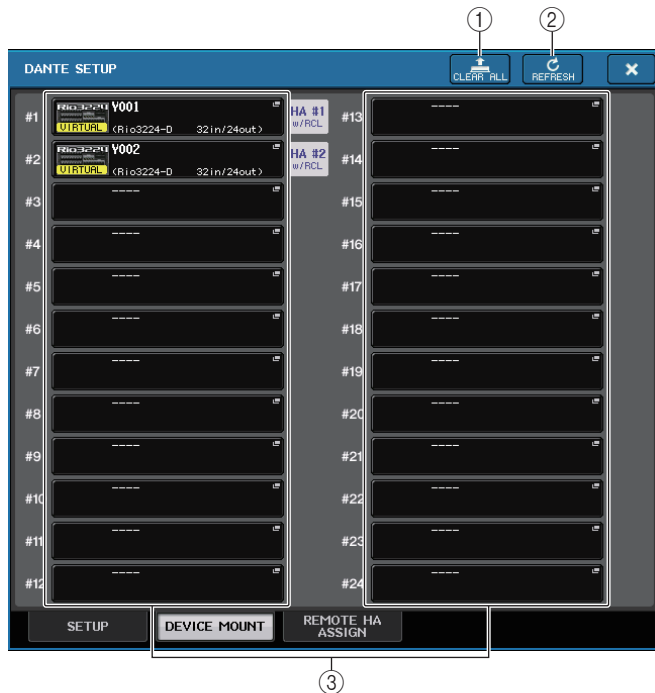 ① ②
DANTE SETUP
CLEAR ALL
REFRESH
×
#1 Rio3224 Y001
VIRTUAL (Rio3224-D 32in/24out)
HA #1
w/RCL
#2 Rio3224 Y002
VIRTUAL (Rio3224-D 32in/24out)
HA #2
w/RCL
#3 ----
#4 ----
#5 ----
#6 ----
#7 ----
#8 ----
#9 ----
#10 ----
#11 ----
#12 ----
#13 ----
#14 ----
#15 ----
#16 ----
#17 ----
#18 ----
#19 ----
#20 ----
#21 ----
#22 ----
#23 ----
#24 ----
SETUP
DEVICE MOUNT
REMOTE HA
ASSIGN
③